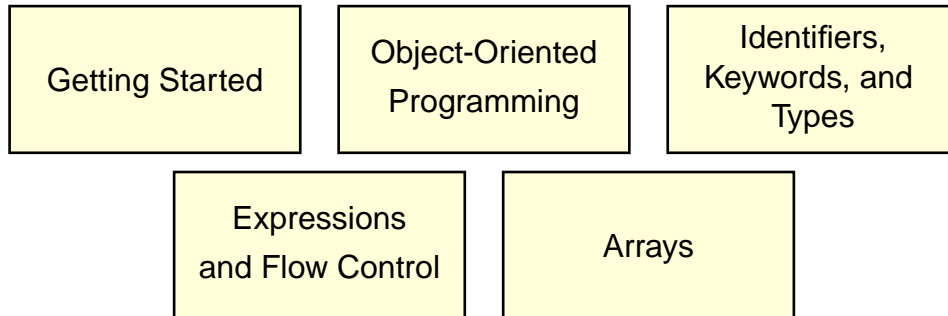 Getting Started
Object-Oriented
Programming
Identifiers,
Keywords, and
Types
Expressions
and Flow Control
Arrays